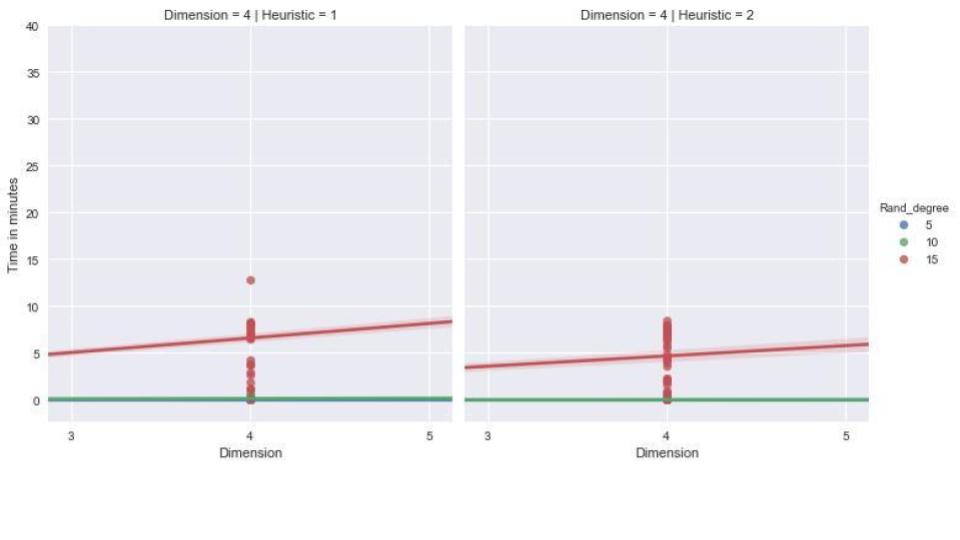 Dimension = 4 | Heuristic = 1
Dimension = 4 | Heuristic = 2
40
35
30
25
20
15
10
5
0
Time in minutes
3 4 5
Dimension
3 4 5
Dimension
Rand_degree
5
10
15